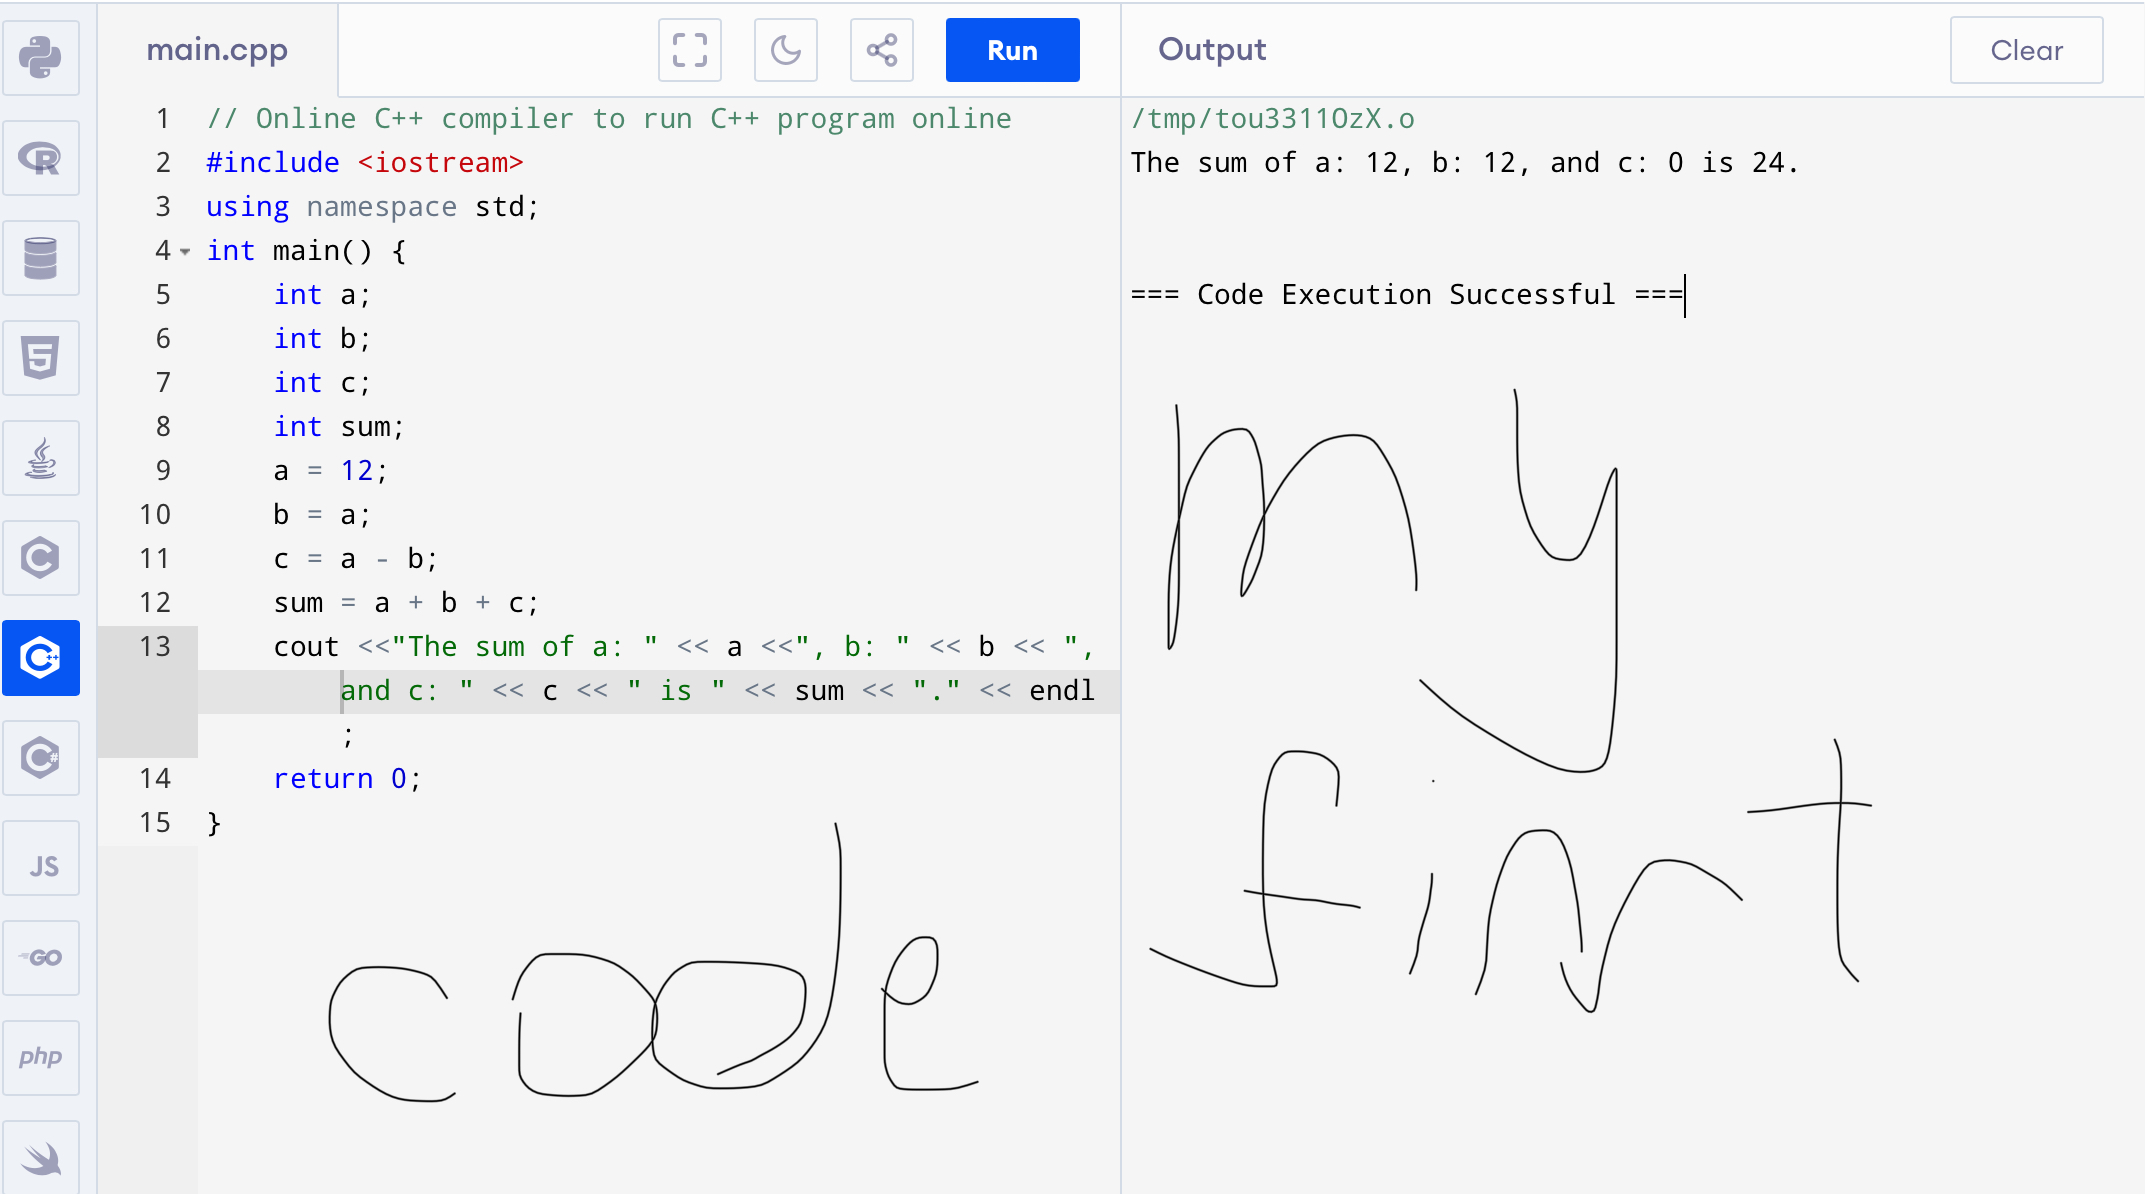 main.cpp
Run
Output
Clear
R
5
C
C++
C#
JS
GO
php
1 // Online C++ compiler to run C++ program online
2 #include <iostream>
3 using namespace std;
4 int main() {
5 int a;
6 int b;
7 int c;
8 int sum;
9 a = 12;
10 b = a;
11 c = a - b;
12 sum = a + b + c;
13 cout <<"The sum of a: " << a <<", b: " << b << ",
and c: " << c << " is " << sum << "." << endl
;
14 return 0;
15 }
/tmp/tou3311OzX.o
The sum of a: 12, b: 12, and c: 0 is 24.
=== Code Execution Successful ===
my
first
code